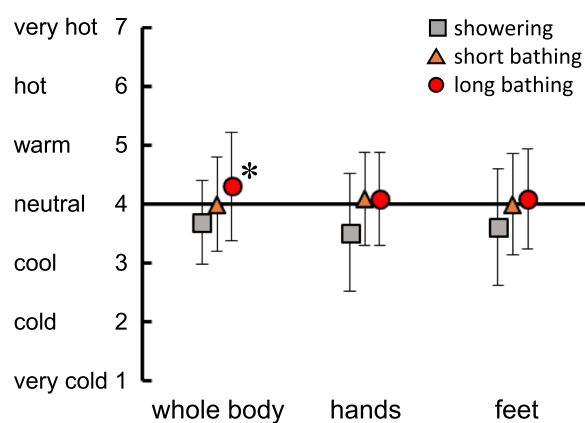 very hot 7
hot 6
warm 5
neutral 4
cool 3
cold 2
very cold 1
showering
short bathing
long bathing
*
whole body hands feet